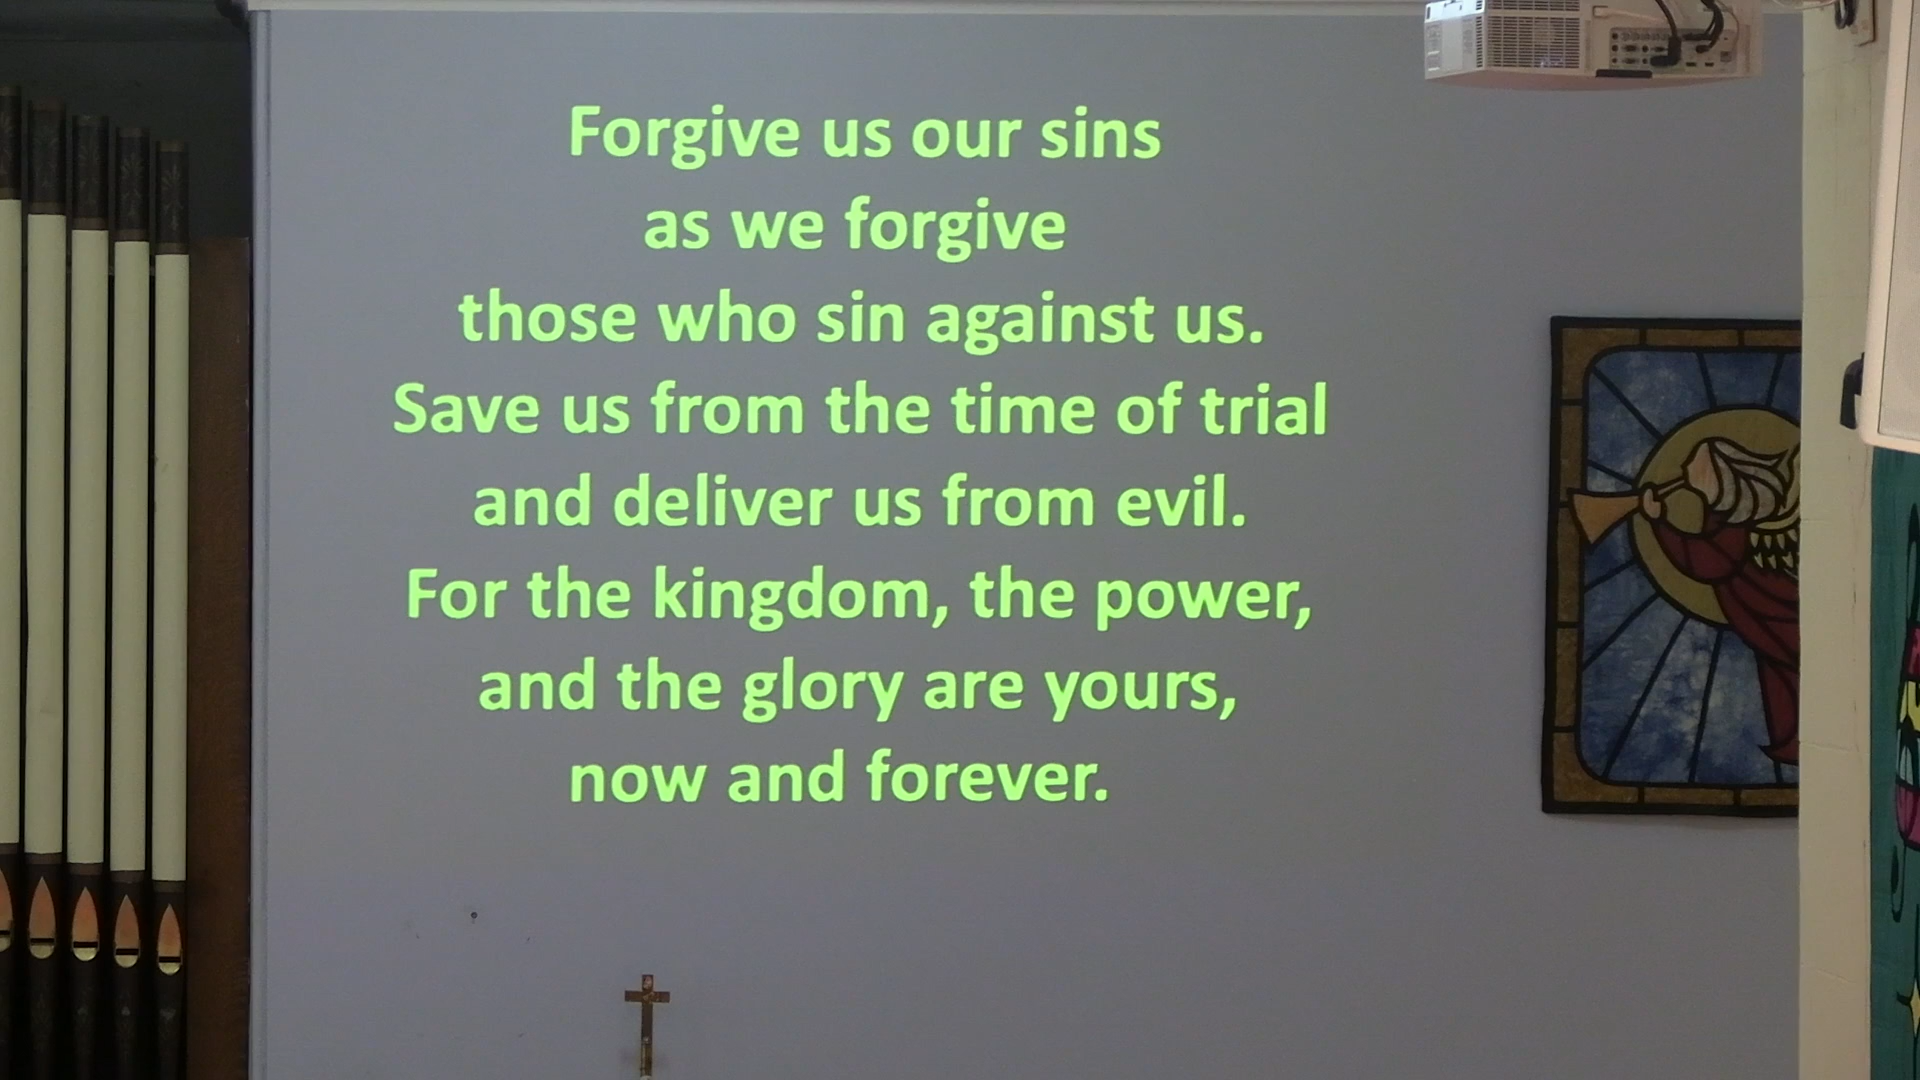 Forgive us our sins
as we forgive
those who sin against us.
Save us from the time of trial
and deliver us from evil.
For the kingdom, the power,
and the glory are yours,
now and forever.